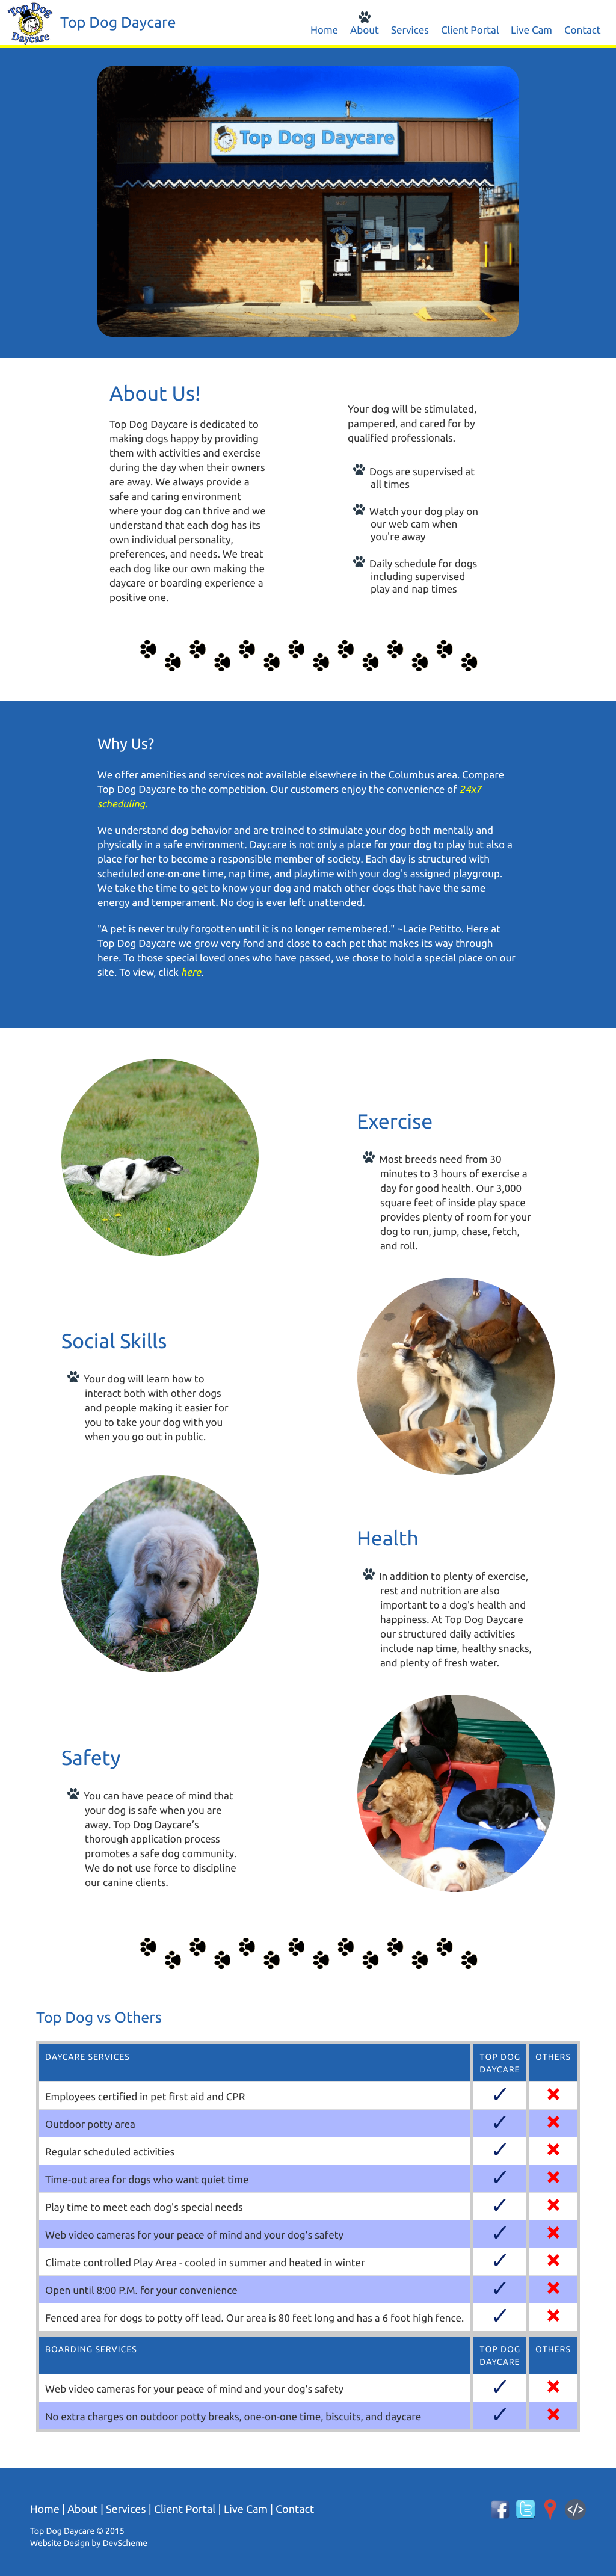 Top Dog
Daycare
Top Dog Daycare
Home About Services Client Portal Live Cam Contact
Top Dog Daycare
About Us!
Top Dog Daycare is dedicated to
making dogs happy by providing
them with activities and exercise
during the day when their owners
are away. We always provide a
safe and caring environment
where your dog can thrive and we
understand that each dog has its
own individual personality,
preferences, and needs. We treat
each dog like our own making the
daycare or boarding experience a
positive one.
Your dog will be stimulated,
pampered, and cared for by
qualified professionals.
Dogs are supervised at
all times
Watch your dog play on
our web cam when
you're away
Daily schedule for dogs
including supervised
play and nap times
Why Us?
We offer amenities and services not available elsewhere in the Columbus area. Compare
Top Dog Daycare to the competition. Our customers enjoy the convenience of 24x7
scheduling.
We understand dog behavior and are trained to stimulate your dog both mentally and
physically in a safe environment. Daycare is not only a place for your dog to play but also a
place for her to become a responsible member of society. Each day is structured with
scheduled one-on-one time, nap time, and playtime with your dog's assigned playgroup.
We take the time to get to know your dog and match other dogs that have the same
energy and temperament. No dog is ever left unattended.
"A pet is never truly forgotten until it is no longer remembered." ~Lacie Petitto. Here at
Top Dog Daycare we grow very fond and close to each pet that makes its way through
here. To those special loved ones who have passed, we chose to hold a special place on our
site. To view, click here.
Exercise
Most breeds need from 30
minutes to 3 hours of exercise a
day for good health. Our 3,000
square feet of inside play space
provides plenty of room for your
dog to run, jump, chase, fetch,
and roll.
Social Skills
Your dog will learn how to
interact both with other dogs
and people making it easier for
you to take your dog with you
when you go out in public.
Health
In addition to plenty of exercise,
rest and nutrition are also
important to a dog's health and
happiness. At Top Dog Daycare
our structured daily activities
include nap time, healthy snacks,
and plenty of fresh water.
Safety
You can have peace of mind that
your dog is safe when you are
away. Top Dog Daycare's
thorough application process
promotes a safe dog community.
We do not use force to discipline
our canine clients.
Top Dog vs Others
DAYCARE SERVICES TOP DOG OTHERS
DAYCARE
Employees certified in pet first aid and CPR
Outdoor potty area
Regular scheduled activities
Time-out area for dogs who want quiet time
Play time to meet each dog's special needs
Web video cameras for your peace of mind and your dog's safety
Climate controlled Play Area - cooled in summer and heated in winter
Open until 8:00 P.M. for your convenience
Fenced area for dogs to potty off lead. Our area is 80 feet long and has a 6 foot high fence.
BOARDING SERVICES TOP DOG OTHERS
DAYCARE
Web video cameras for your peace of mind and your dog's safety
No extra charges on outdoor potty breaks, one-on-one time, biscuits, and daycare
Home | About | Services | Client Portal | Live Cam | Contact
Top Dog Daycare © 2015
Website Design by DevScheme